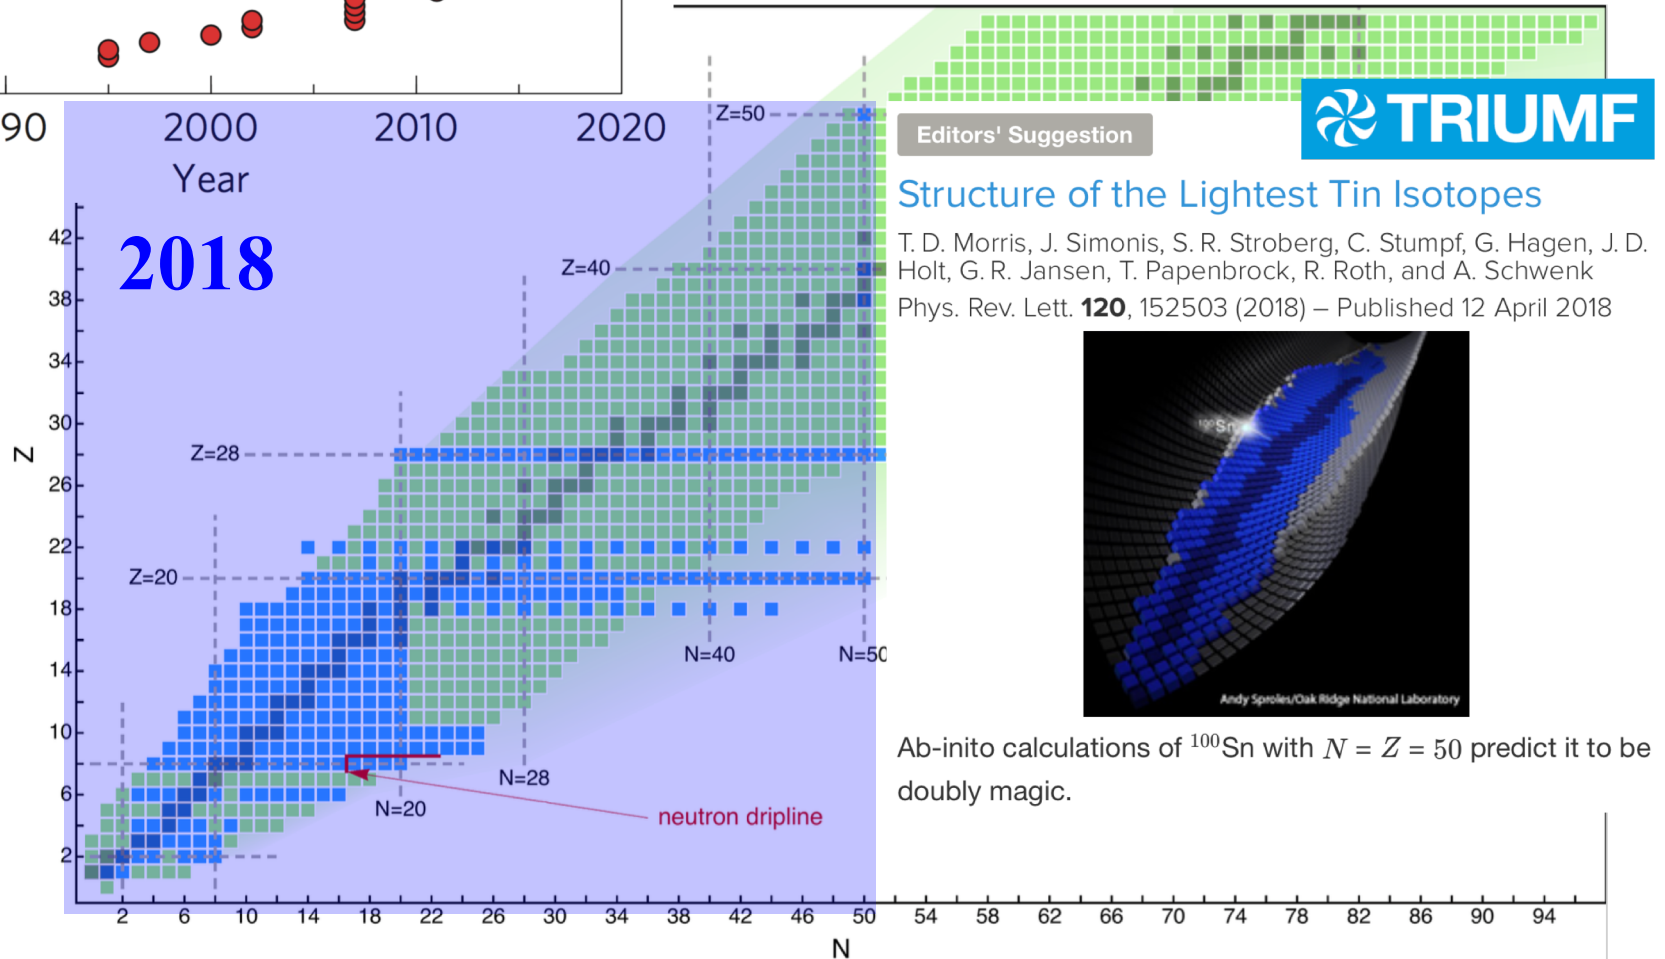 90
2000
2010
2020
Year
2018
Z=50
Z=40
Z=28
Z=20
42
38
34
30
26
22
18
14
10
6
2
Z
N=40
N=50
N=28
N=20
neutron dripline
2 6 10 14 18 22 26 30 34 38 42 46 50 54 58 62 66 70 74 78 82 86 90 94
N
TRIUMF
Editors' Suggestion
Structure of the Lightest Tin Isotopes
T. D. Morris, J. Simonis, S. R. Stroberg, C. Stumpf, G. Hagen, J. D.
Holt, G. R. Jansen, T. Papenbrock, R. Roth, and A. Schwenk
Phys. Rev. Lett. 120, 152503 (2018) – Published 12 April 2018
¹⁰⁰Sn
Andy Sproles/Oak Ridge National Laboratory
Ab-inito calculations of ¹⁰⁰Sn with N = Z = 50 predict it to be
doubly magic.